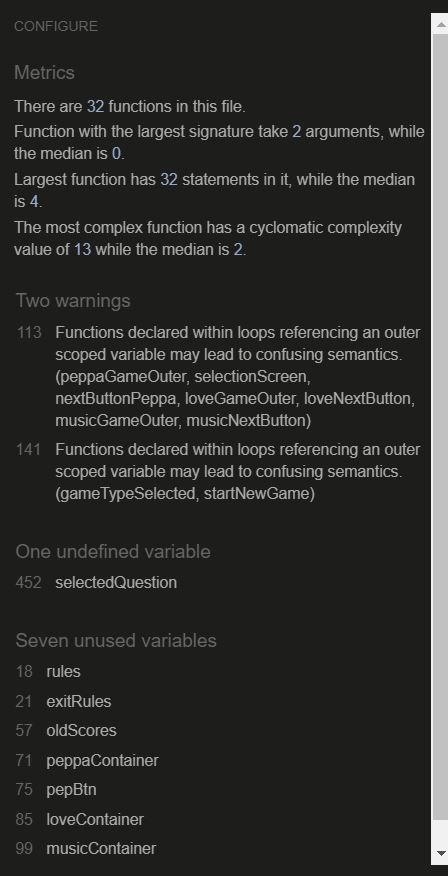 CONFIGURE
Metrics
There are 32 functions in this file.
Function with the largest signature take 2 arguments, while
the median is 0.
Largest function has 32 statements in it, while the median
is 4.
The most complex function has a cyclomatic complexity
value of 13 while the median is 2.
Two warnings
113 Functions declared within loops referencing an outer
scoped variable may lead to confusing semantics.
(peppaGameOuter, selectionScreen,
nextButtonPeppa, loveGameOuter, loveNextButton,
musicGameOuter, musicNextButton)
141 Functions declared within loops referencing an outer
scoped variable may lead to confusing semantics.
(gameTypeSelected, startNewGame)
One undefined variable
452 selectedQuestion
Seven unused variables
18 rules
21 exitRules
57 oldScores
71 peppaContainer
75 pepBtn
85 loveContainer
99 musicContainer